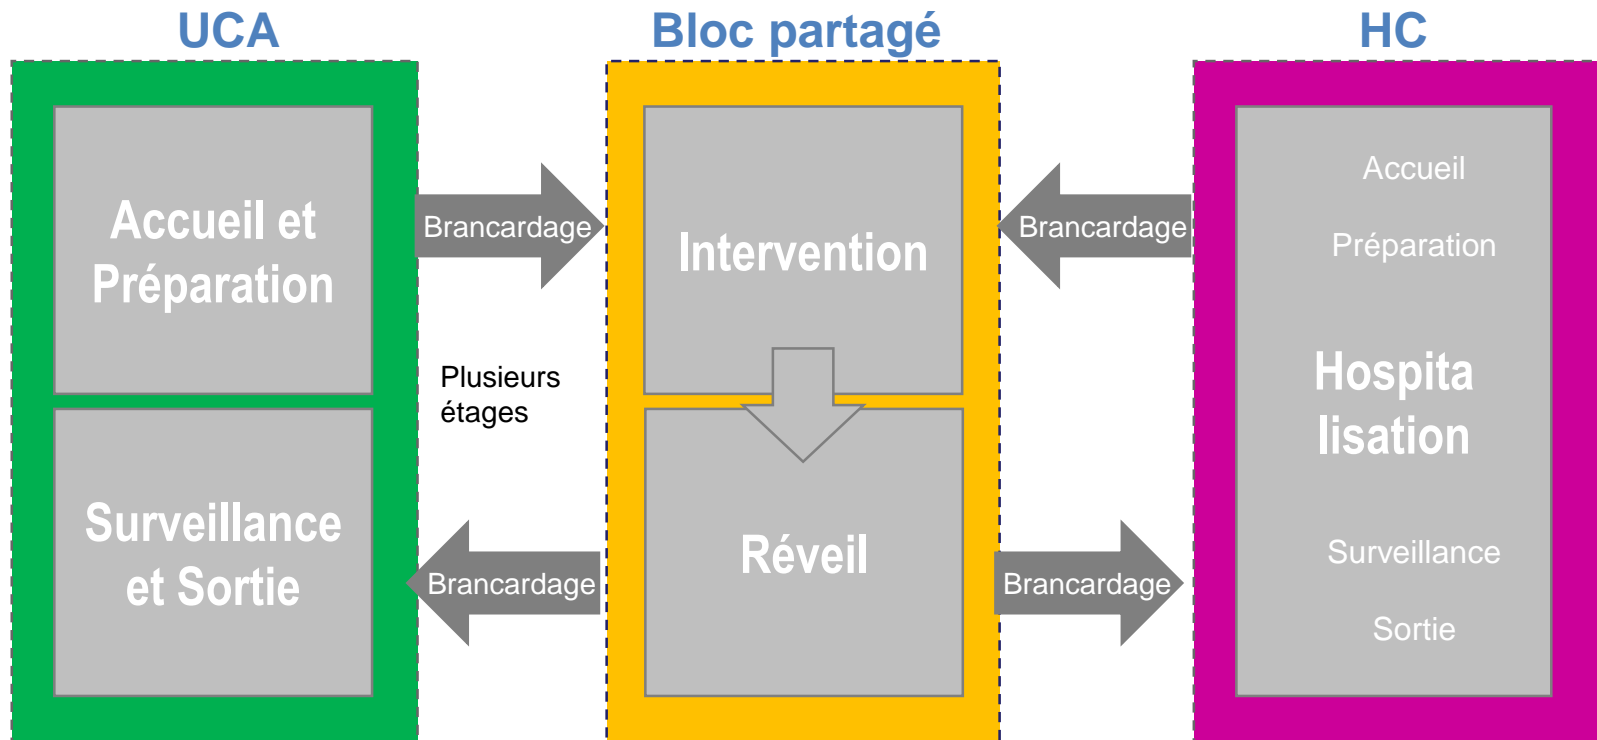 UCA
Bloc partagé
HC
Accueil et
Préparation
Brancardage
Intervention
Brancardage
Accueil
Préparation
Plusieurs
étages
Hospita
lisation
Surveillance
et Sortie
Brancardage
Réveil
Brancardage
Surveillance
Sortie